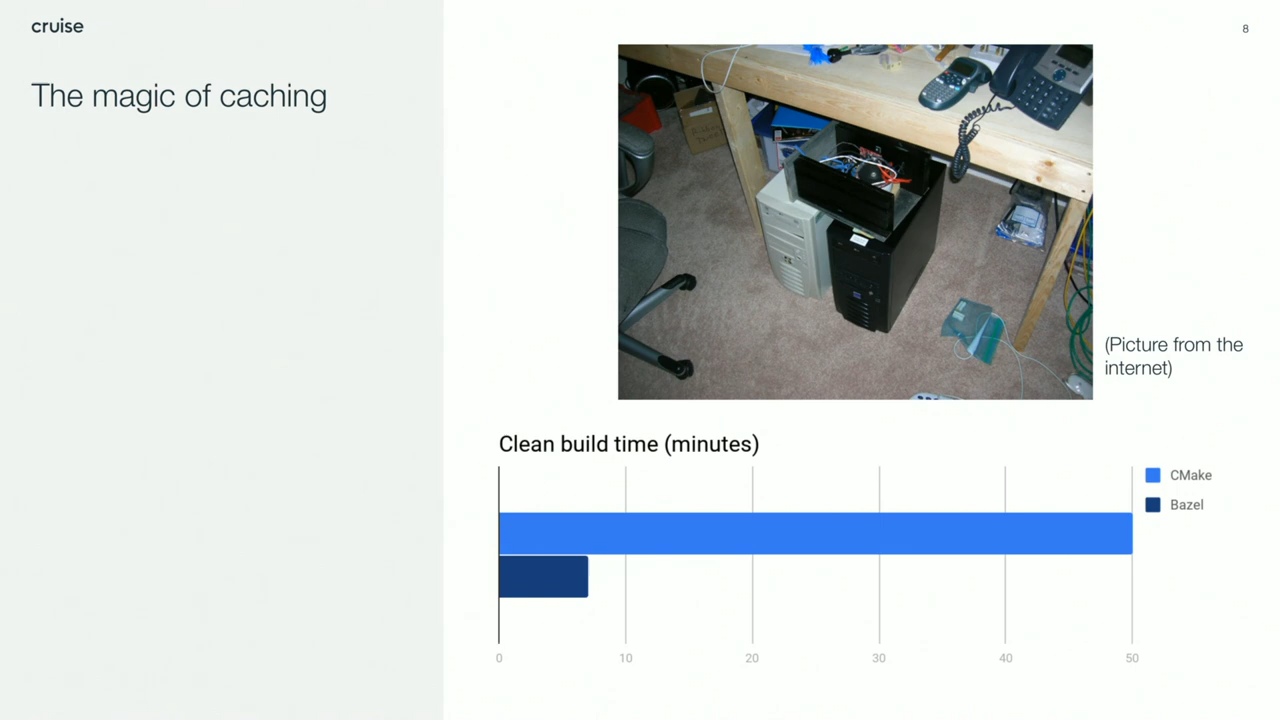 cruise
8
The magic of caching
(Picture from the
internet)
Clean build time (minutes)
CMake
Bazel
0 10 20 30 40 50